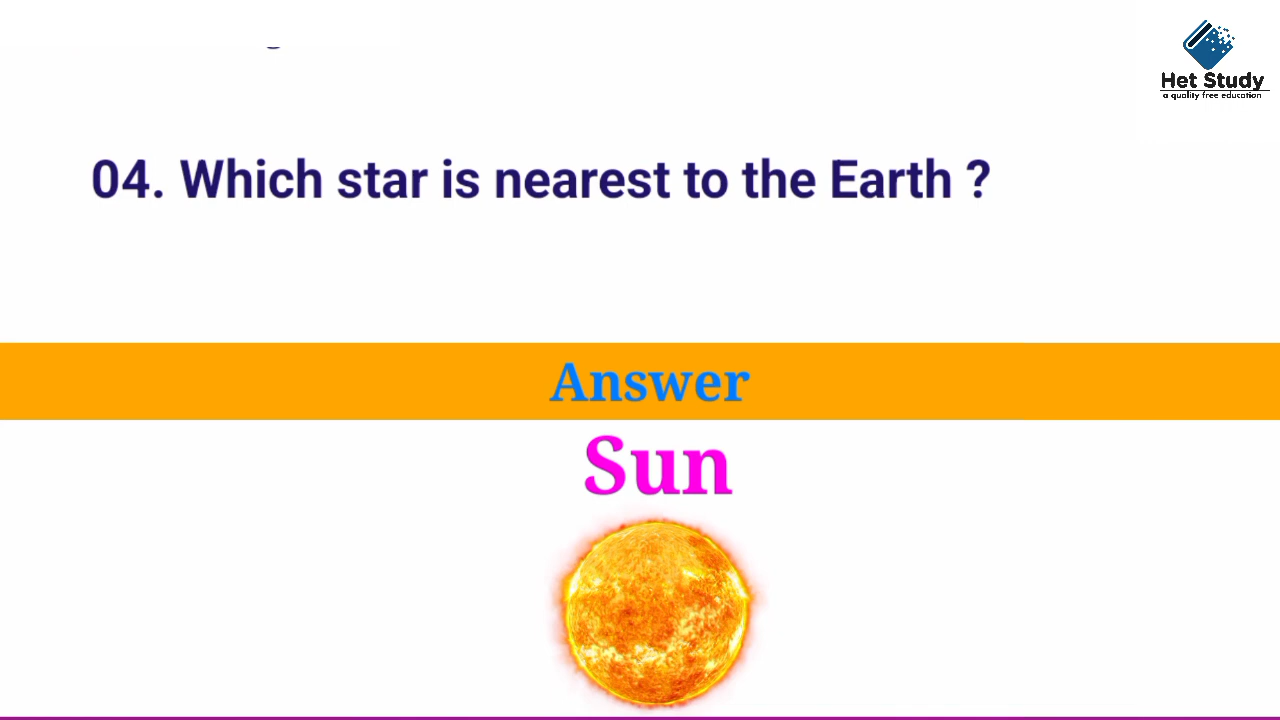 Het Study
a quality free education
04. Which star is nearest to the Earth ?
Answer
Sun